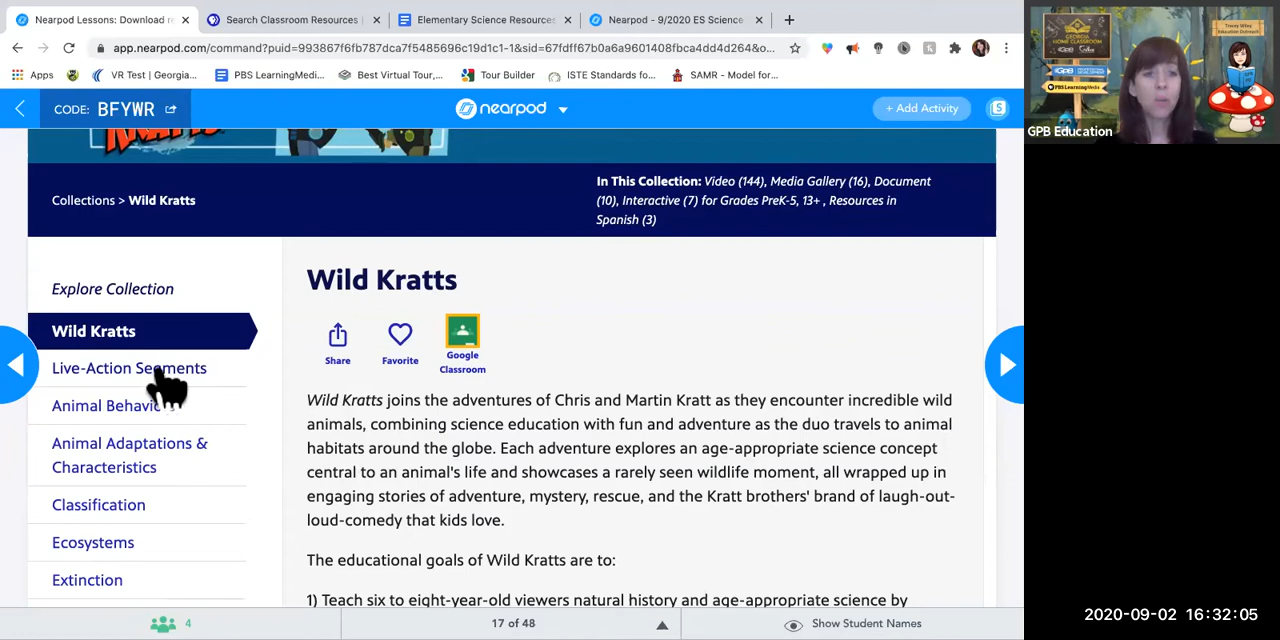 Nearpod Lessons: Download re
Search Classroom Resources |
Elementary Science Resources
Nearpod - 9/2020 ES Science
app.nearpod.com/command?puid=993867f6fb787d3ca7f5485696c19d1c1-1&sid=67fdff67b0a6a9601408fbca4dd4d264&o...
Apps
VR Test | Georgia...
PBS LearningMedi...
Best Virtual Tour,...
Tour Builder
ISTE Standards fo...
SAMR - Model for...
CODE: BFYWR
nearpod
+ Add Activity
S
KRATTS
Collections > Wild Kratts
In This Collection: Video (144), Media Gallery (16), Document
(10), Interactive (7) for Grades PreK-5, 13+ , Resources in
Spanish (3)
Explore Collection
Wild Kratts
Live-Action Segments
Animal Behavi
Animal Adaptations &
Characteristics
Classification
Ecosystems
Extinction
Wild Kratts
Share
Favorite
Google
Classroom
Wild Kratts joins the adventures of Chris and Martin Kratt as they encounter incredible wild
animals, combining science education with fun and adventure as the duo travels to animal
habitats around the globe. Each adventure explores an age-appropriate science concept
central to an animal's life and showcases a rarely seen wildlife moment, all wrapped up in
engaging stories of adventure, mystery, rescue, and the Kratt brothers' brand of laugh-out-
loud-comedy that kids love.
The educational goals of Wild Kratts are to:
1) Teach six to eight-year-old viewers natural history and age-appropriate science by
4
17 of 48
Show Student Names
GPB Education
2020-09-02 16:32:05